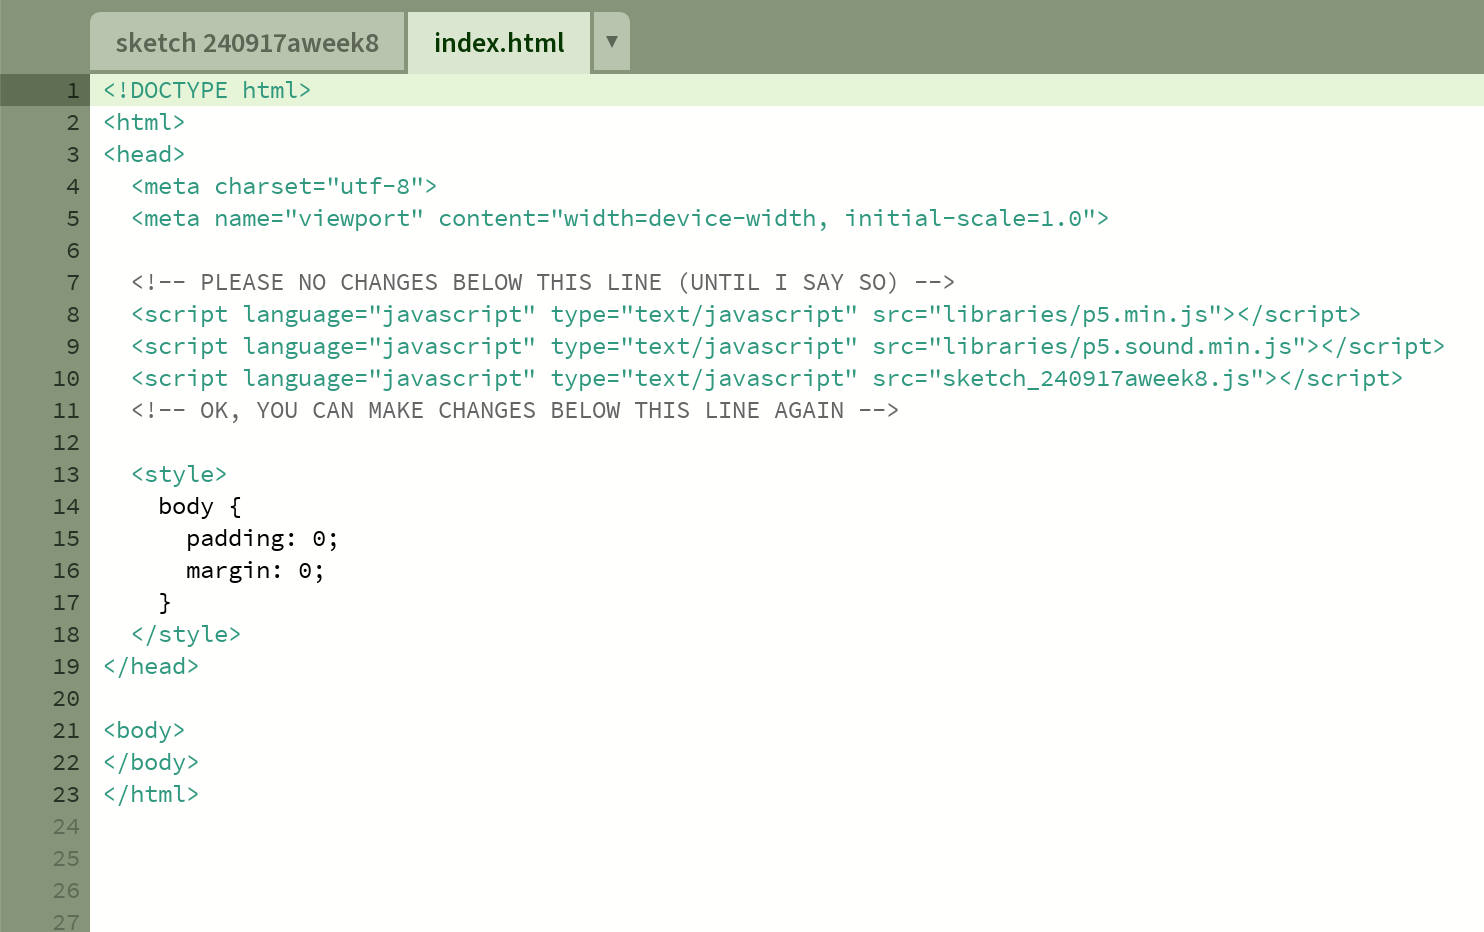 sketch 240917aweek8 index.html ▼
1 <!DOCTYPE html>
2 <html>
3 <head>
4   <meta charset="utf-8">
5   <meta name="viewport" content="width=device-width, initial-scale=1.0">
6
7   <!-- PLEASE NO CHANGES BELOW THIS LINE (UNTIL I SAY SO) -->
8   <script language="javascript" type="text/javascript" src="libraries/p5.min.js"></script>
9   <script language="javascript" type="text/javascript" src="libraries/p5.sound.min.js"></script>
10   <script language="javascript" type="text/javascript" src="sketch_240917aweek8.js"></script>
11   <!-- OK, YOU CAN MAKE CHANGES BELOW THIS LINE AGAIN -->
12
13   <style>
14     body {
15       padding: 0;
16       margin: 0;
17     }
18   </style>
19 </head>
20
21 <body>
22 </body>
23 </html>
24
25
26
27